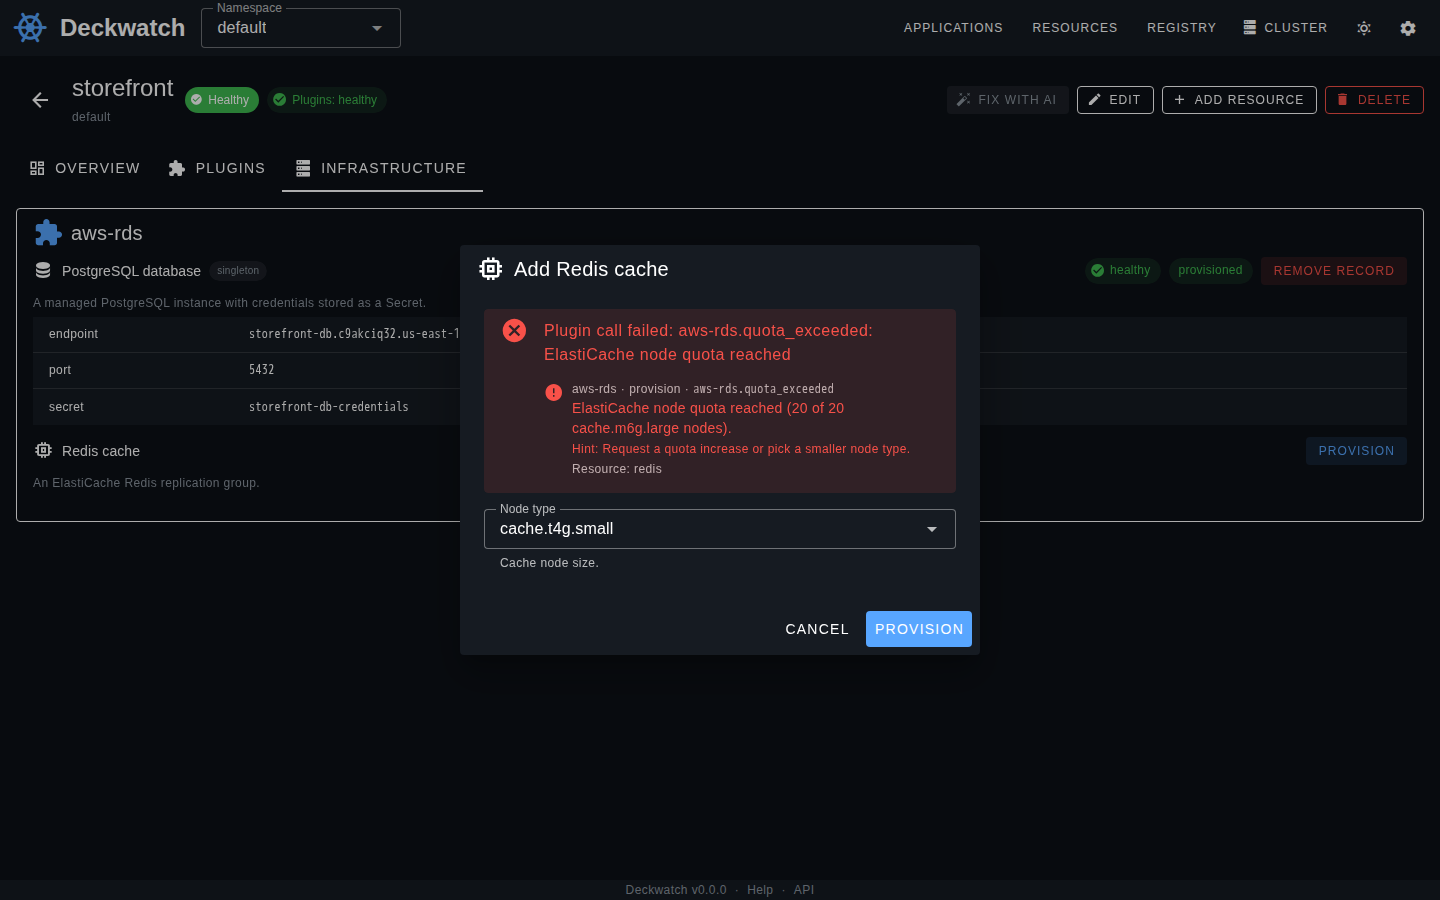 Deckwatch
Namespace
default
APPLICATIONS
RESOURCES
REGISTRY
CLUSTER
storefront
default
Healthy
Plugins: healthy
FIX WITH AI
EDIT
ADD RESOURCE
DELETE
OVERVIEW
PLUGINS
INFRASTRUCTURE
aws-rds
PostgreSQL database
singleton
healthy
provisioned
REMOVE RECORD
A managed PostgreSQL instance with credentials stored as a Secret.
endpoint
storefront-db.c9akciq32.us-east-1
port
5432
secret
storefront-db-credentials
Redis cache
PROVISION
An ElastiCache Redis replication group.
Add Redis cache
Plugin call failed: aws-rds.quota_exceeded:
ElastiCache node quota reached
aws-rds · provision · aws-rds.quota_exceeded
ElastiCache node quota reached (20 of 20
cache.m6g.large nodes).
Hint: Request a quota increase or pick a smaller node type.
Resource: redis
Node type
cache.t4g.small
Cache node size.
CANCEL
PROVISION
Deckwatch v0.0.0 · Help · API